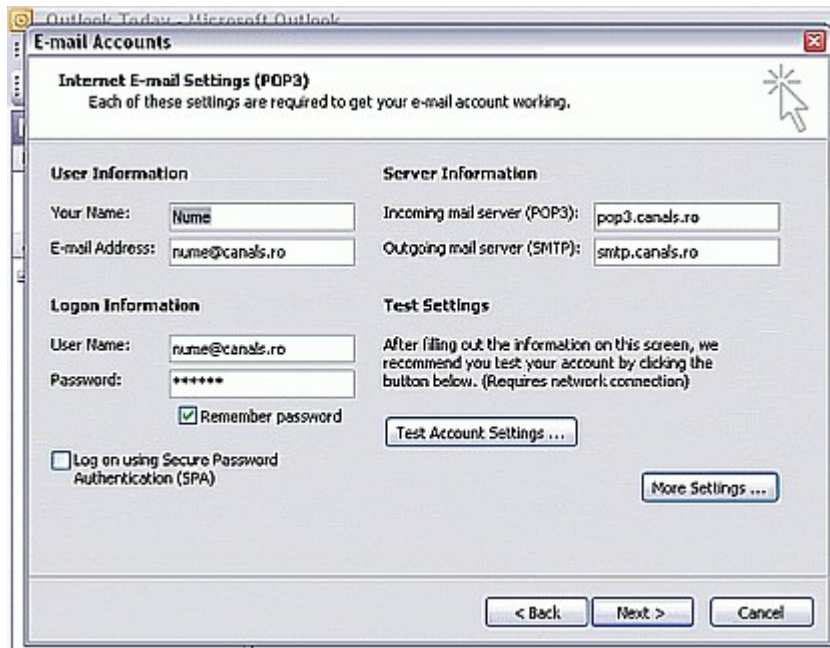 Outlook Today - Microsoft Outlook
E-mail Accounts
Internet E-mail Settings (POP3)
Each of these settings are required to get your e-mail account working.
User Information
Your Name: Nume
E-mail Address: nume@canals.ro
Logon Information
User Name: nume@canals.ro
Password: ******
Remember password
Log on using Secure Password
Authentication (SPA)
Server Information
Incoming mail server (POP3): pop3.canals.ro
Outgoing mail server (SMTP): smtp.canals.ro
Test Settings
After filling out the information on this screen, we
recommend you test your account by clicking the
button below. (Requires network connection)
Test Account Settings ...
More Settings ...
< Back Next > Cancel